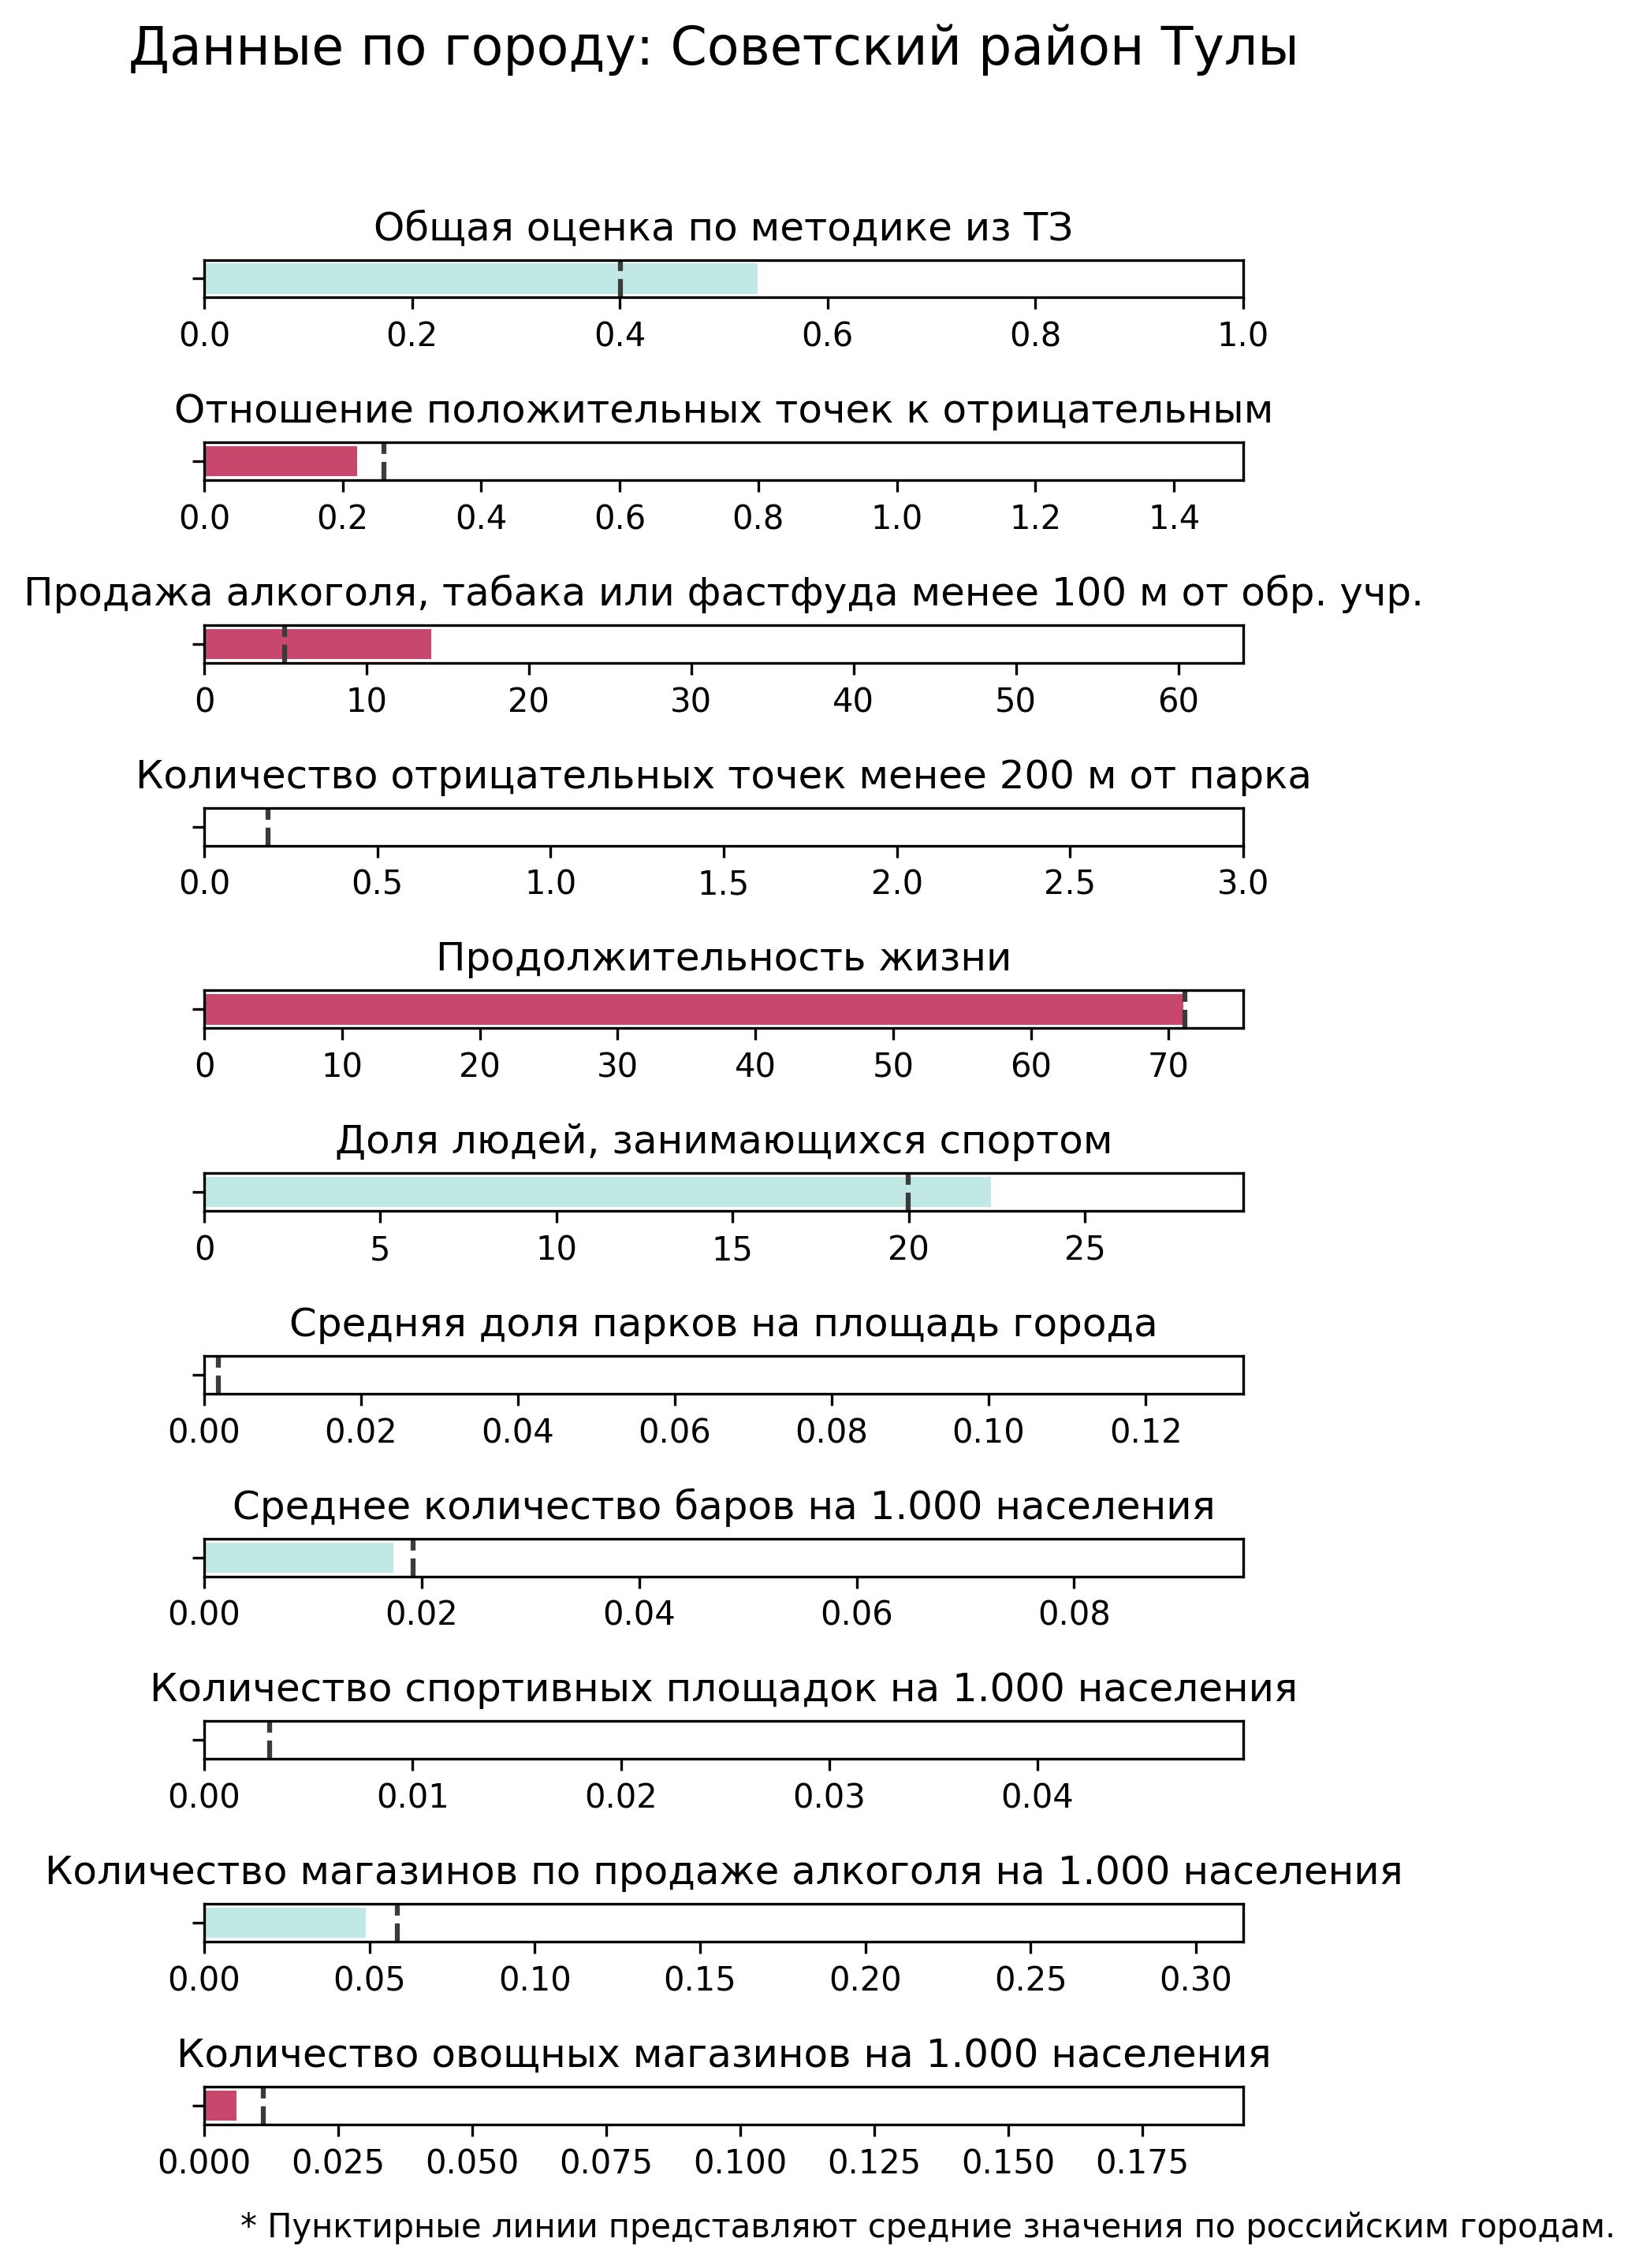 Данные по городу: Советский район Тулы
Общая оценка по методике из ТЗ
0.0 0.2 0.4 0.6 0.8 1.0
Отношение положительных точек к отрицательным
0.0 0.2 0.4 0.6 0.8 1.0 1.2 1.4
Продажа алкоголя, табака или фастфуда менее 100 м от обр. учр.
0 10 20 30 40 50 60
Количество отрицательных точек менее 200 м от парка
0.0 0.5 1.0 1.5 2.0 2.5 3.0
Продолжительность жизни
0 10 20 30 40 50 60 70
Доля людей, занимающихся спортом
0 5 10 15 20 25
Средняя доля парков на площадь города
0.00 0.02 0.04 0.06 0.08 0.10 0.12
Среднее количество баров на 1.000 населения
0.00 0.02 0.04 0.06 0.08
Количество спортивных площадок на 1.000 населения
0.00 0.01 0.02 0.03 0.04
Количество магазинов по продаже алкоголя на 1.000 населения
0.00 0.05 0.10 0.15 0.20 0.25 0.30
Количество овощных магазинов на 1.000 населения
0.000 0.025 0.050 0.075 0.100 0.125 0.150 0.175
* Пунктирные линии представляют средние значения по российским городам.